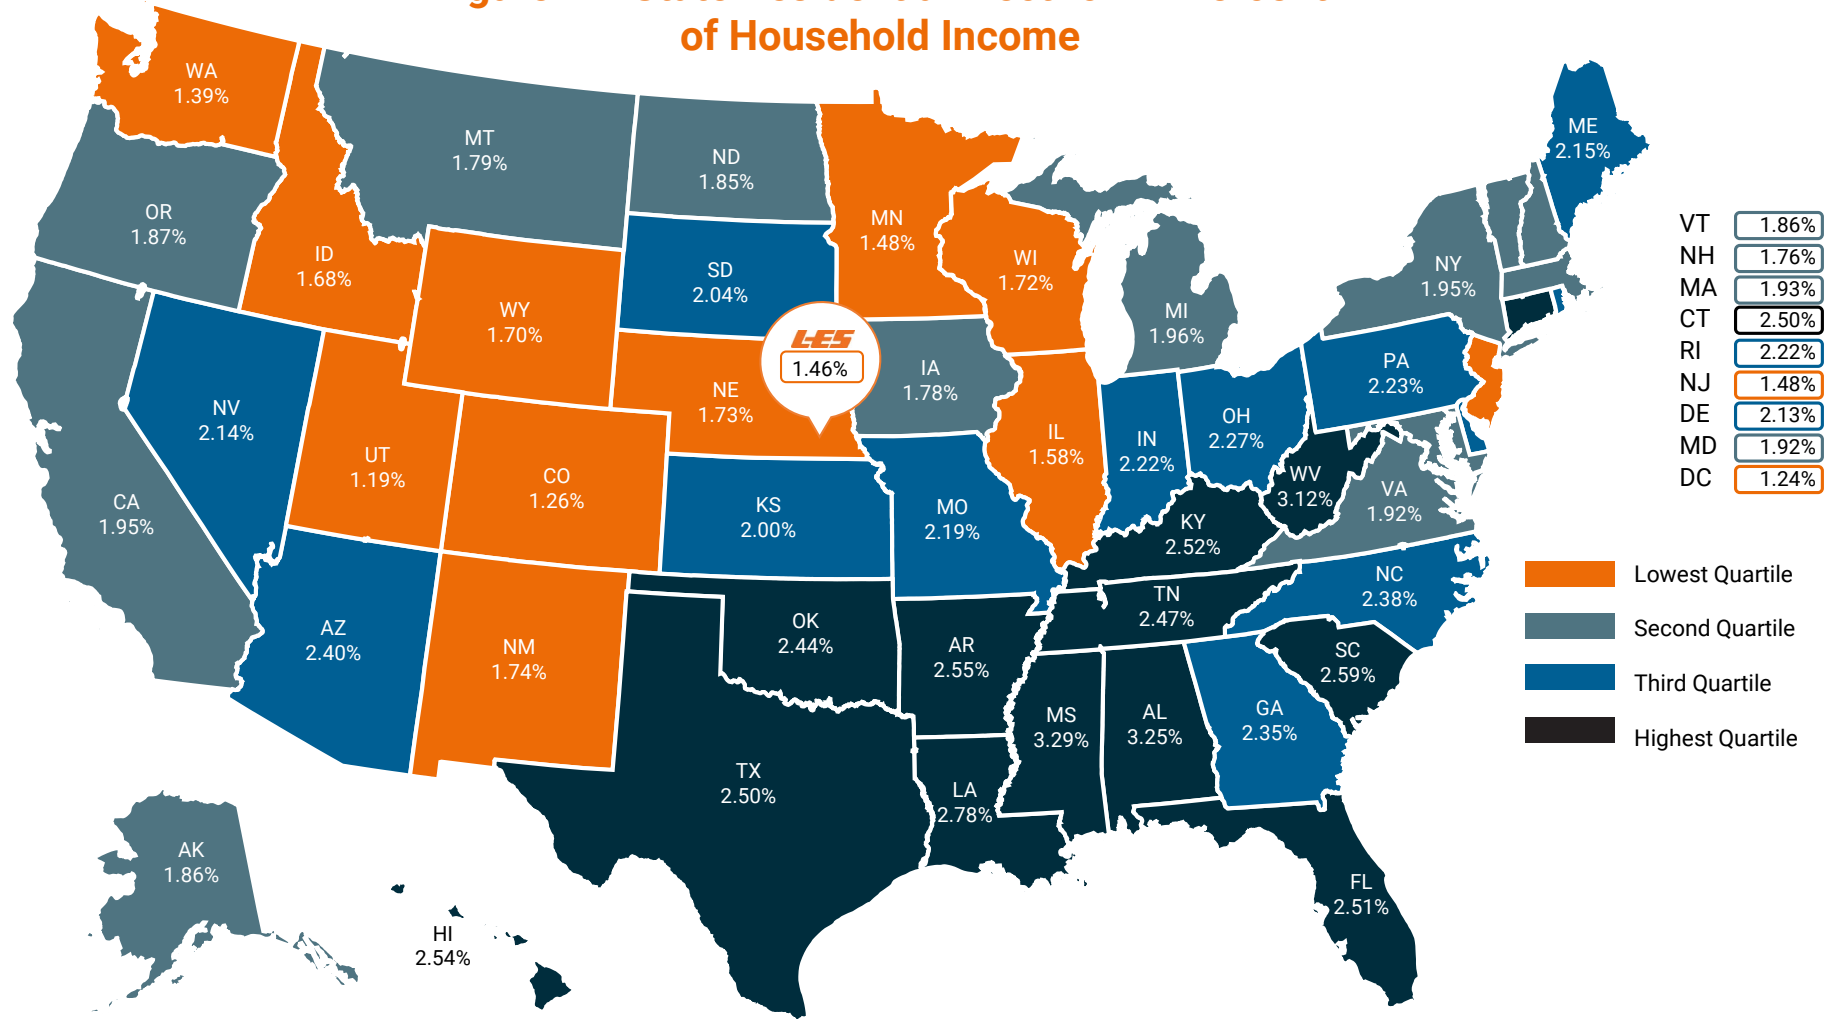 of Household Income
WA
1.39%
MT
1.79%
ND
1.85%
ME
2.15%
OR
1.87%
ID
1.68%
MN
1.48%
WI
1.72%
SD
2.04%
WY
1.70%
NY
1.95%
MI
1.96%
LES
1.46%
IA
1.78%
NE
1.73%
PA
2.23%
NV
2.14%
UT
1.19%
CO
1.26%
IL
1.58%
IN
2.22%
OH
2.27%
CA
1.95%
KS
2.00%
MO
2.19%
WV
3.12%
VA
1.92%
KY
2.52%
NC
2.38%
TN
2.47%
AZ
2.40%
NM
1.74%
OK
2.44%
AR
2.55%
SC
2.59%
MS
3.29%
AL
3.25%
GA
2.35%
TX
2.50%
LA
2.78%
AK
1.86%
HI
2.54%
FL
2.51%
VT 1.86%
NH 1.76%
MA 1.93%
CT 2.50%
RI 2.22%
NJ 1.48%
DE 2.13%
MD 1.92%
DC 1.24%
Lowest Quartile
Second Quartile
Third Quartile
Highest Quartile